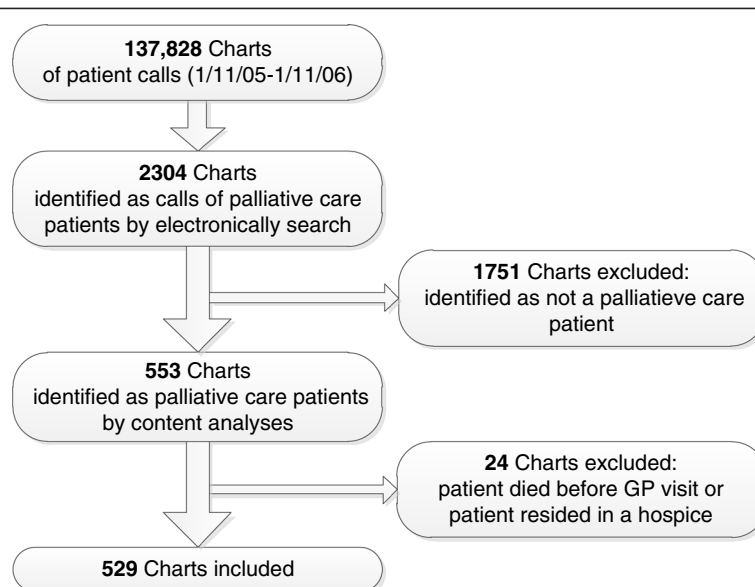 137,828 Charts
of patient calls (1/11/05-1/11/06)
2304 Charts
identified as calls of palliative care
patients by electronically search
1751 Charts excluded:
identified as not a palliatieve care
patient
553 Charts
identified as palliative care patients
by content analyses
24 Charts excluded:
patient died before GP visit or
patient resided in a hospice
529 Charts included